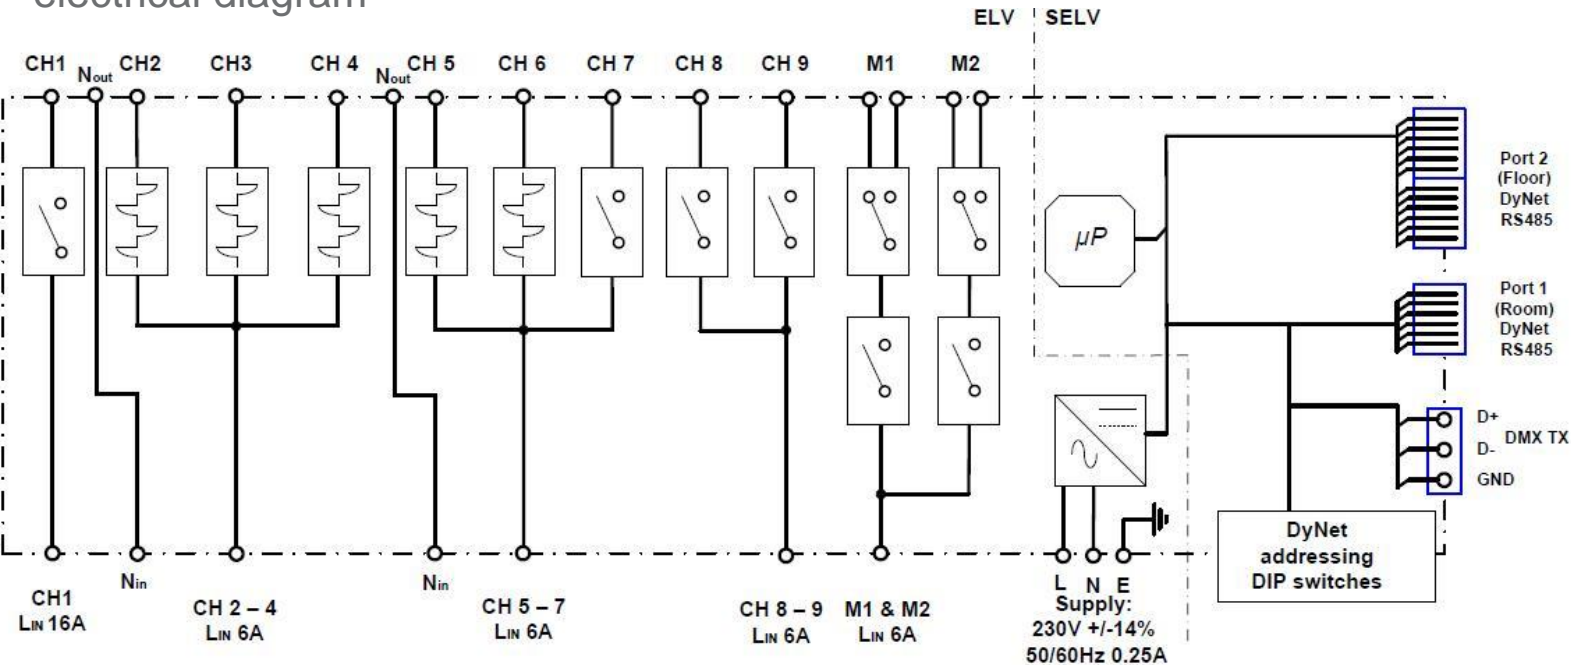 electrical diagram
ELV SELV
CH1 Nout CH2 CH3 CH 4 Nout CH 5 CH 6 CH 7 CH 8 CH 9 M1 M2
Port 2
(Floor)
DyNet
RS485
µP
Port 1
(Room)
DyNet
RS485
D+
DMX TX
D-
GND
DyNet
addressing
DIP switches
CH1
LIN 16A
Nin
CH 2 – 4
LIN 6A
Nin
CH 5 – 7
LIN 6A
CH 8 – 9
LIN 6A
M1 & M2
LIN 6A
L N E
Supply:
230V +/-14%
50/60Hz 0.25A